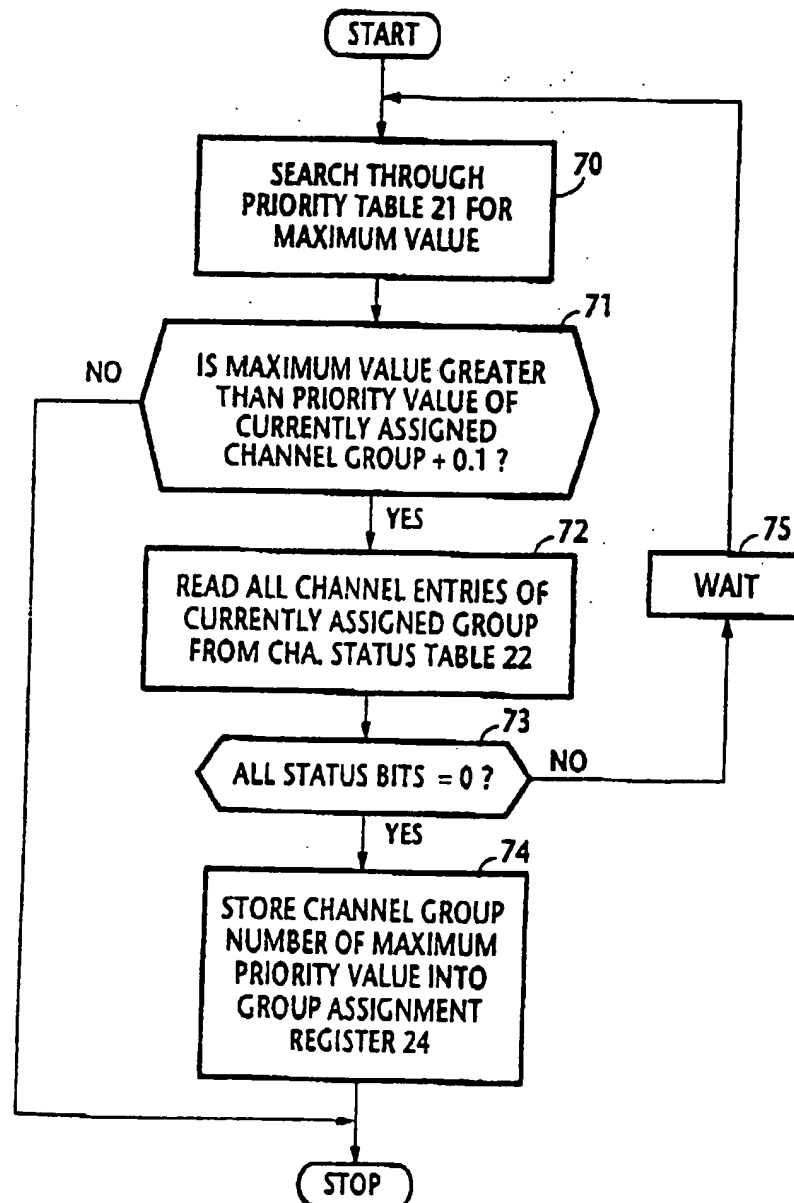 START
70
SEARCH THROUGH
PRIORITY TABLE 21 FOR
MAXIMUM VALUE
71
NO
IS MAXIMUM VALUE GREATER
THAN PRIORITY VALUE OF
CURRENTLY ASSIGNED
CHANNEL GROUP + 0.1 ?
YES
72
75
READ ALL CHANNEL ENTRIES OF
CURRENTLY ASSIGNED GROUP
FROM CHA. STATUS TABLE 22
WAIT
73
ALL STATUS BITS = 0 ?
NO
YES
74
STORE CHANNEL GROUP
NUMBER OF MAXIMUM
PRIORITY VALUE INTO
GROUP ASSIGNMENT
REGISTER 24
STOP